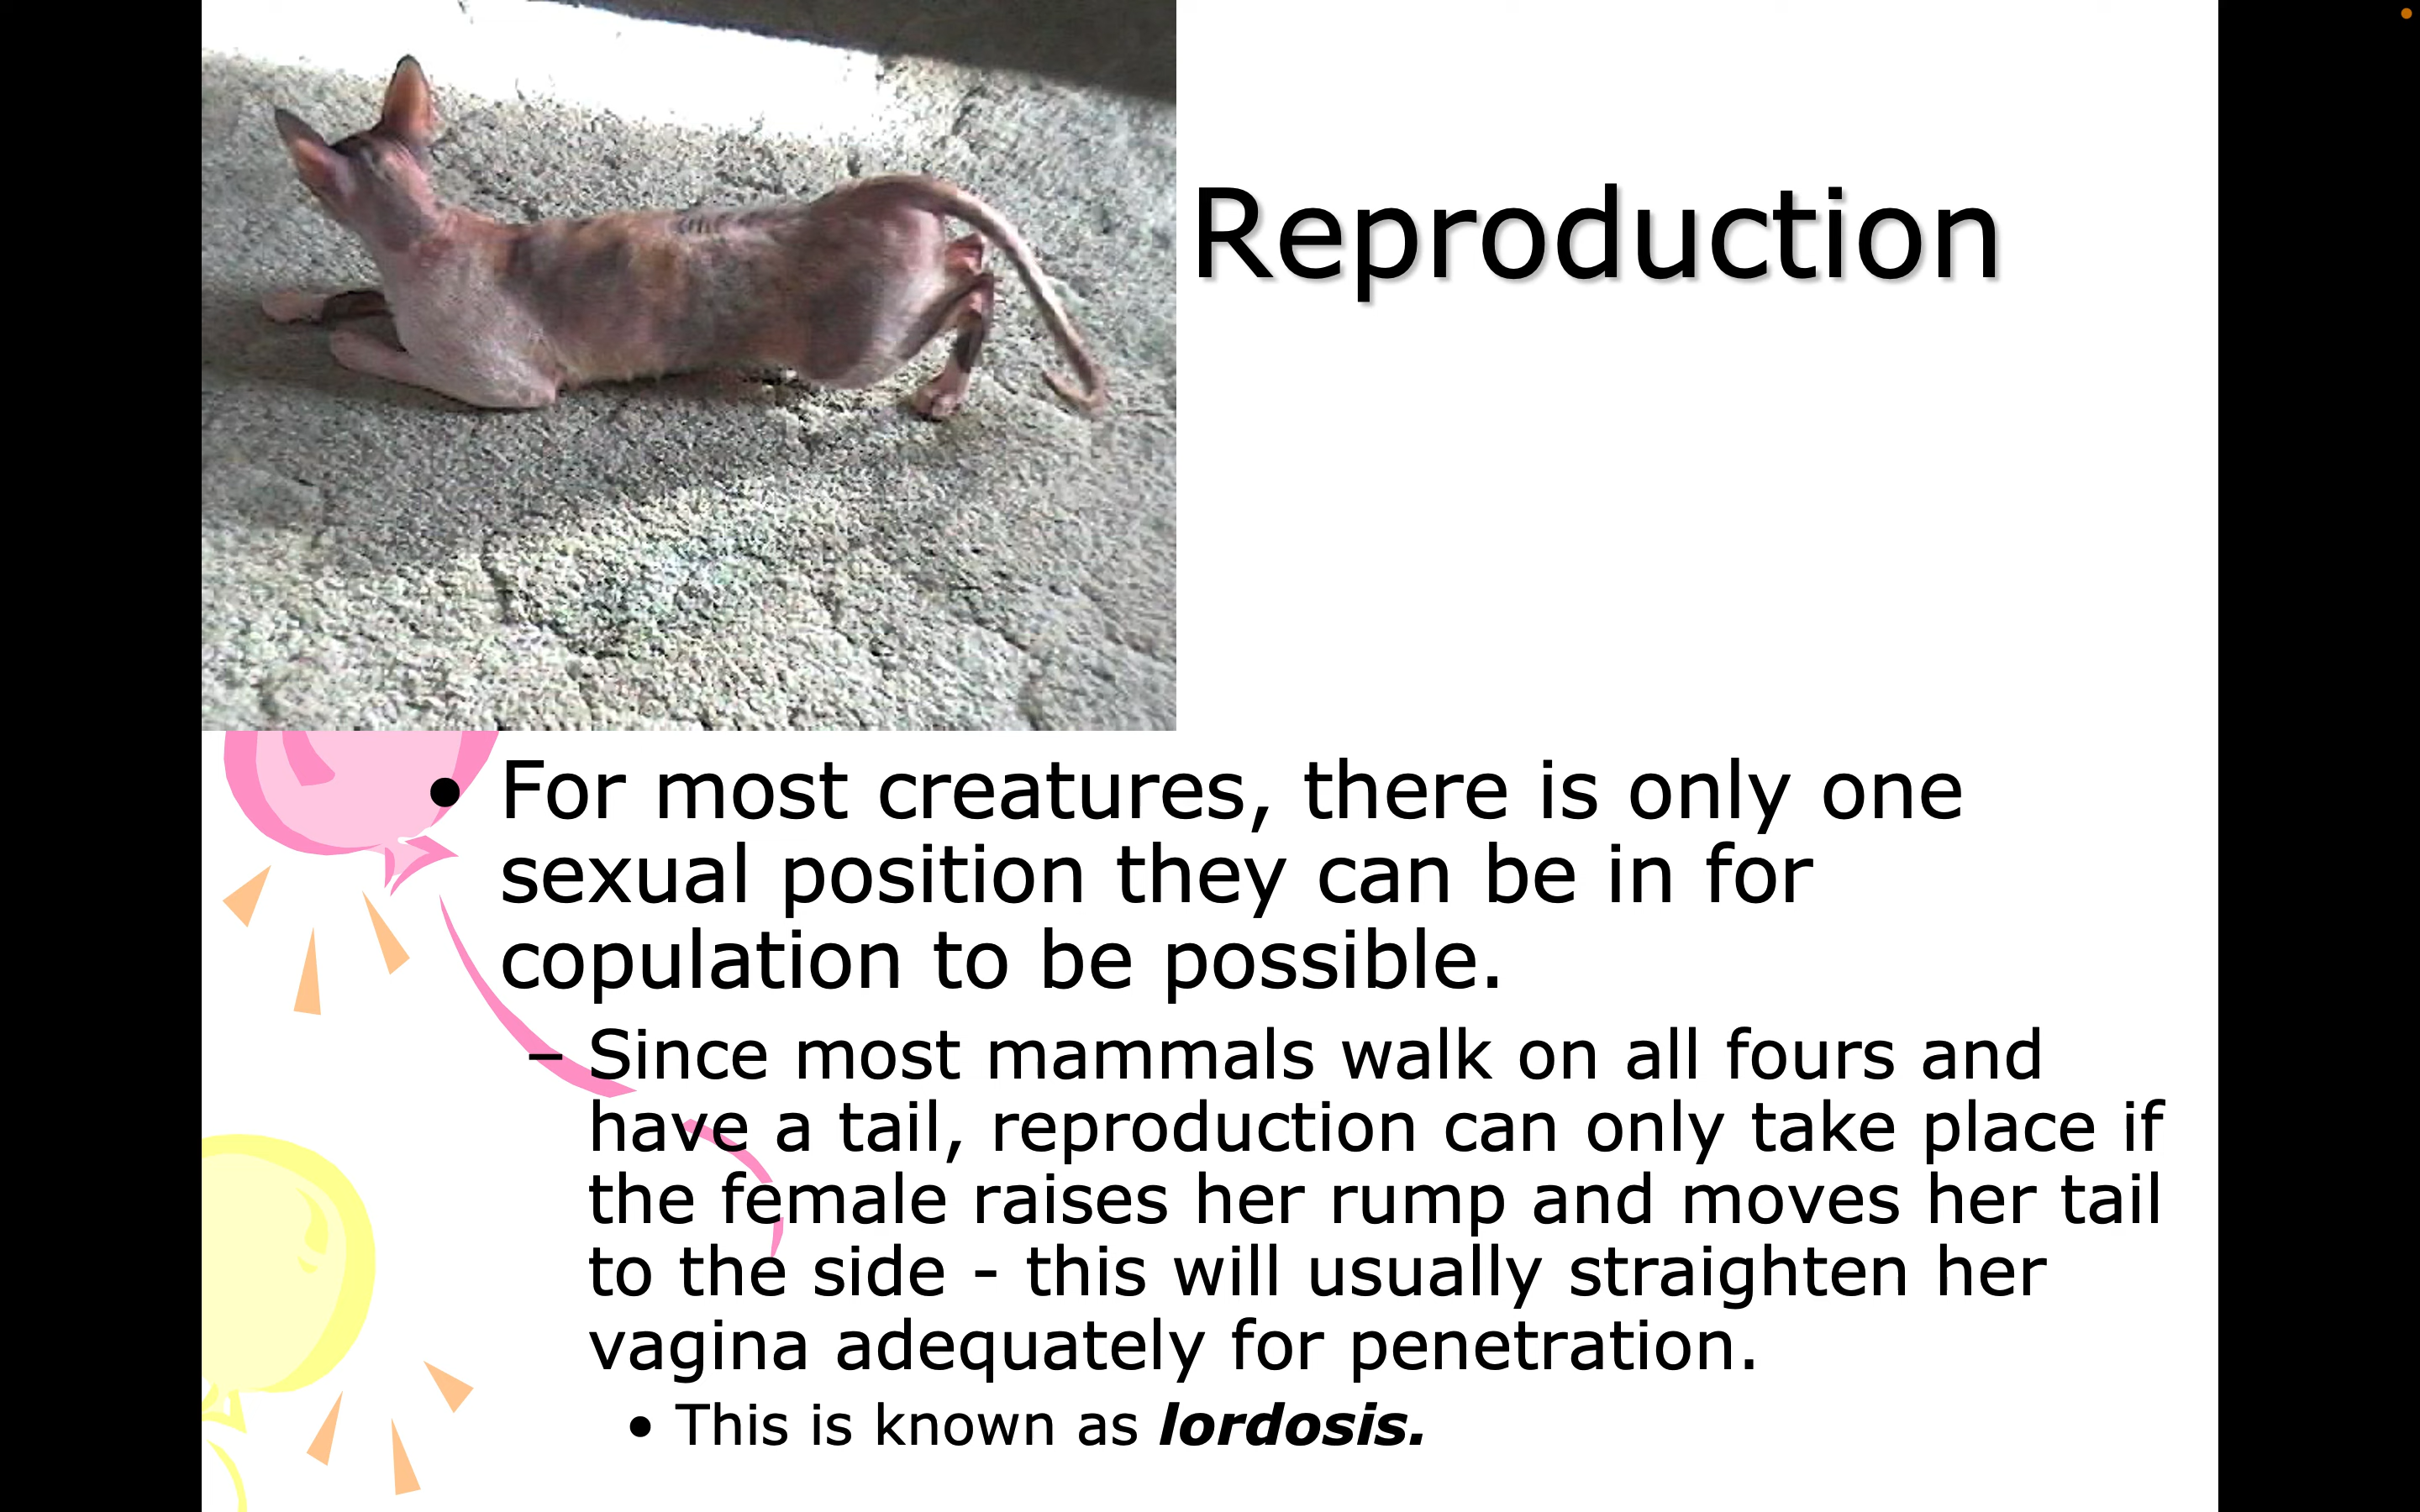 Reproduction
• For most creatures, there is only one
sexual position they can be in for
copulation to be possible.
– Since most mammals walk on all fours and
have a tail, reproduction can only take place if
the female raises her rump and moves her tail
to the side - this will usually straighten her
vagina adequately for penetration.
• This is known as lordosis.